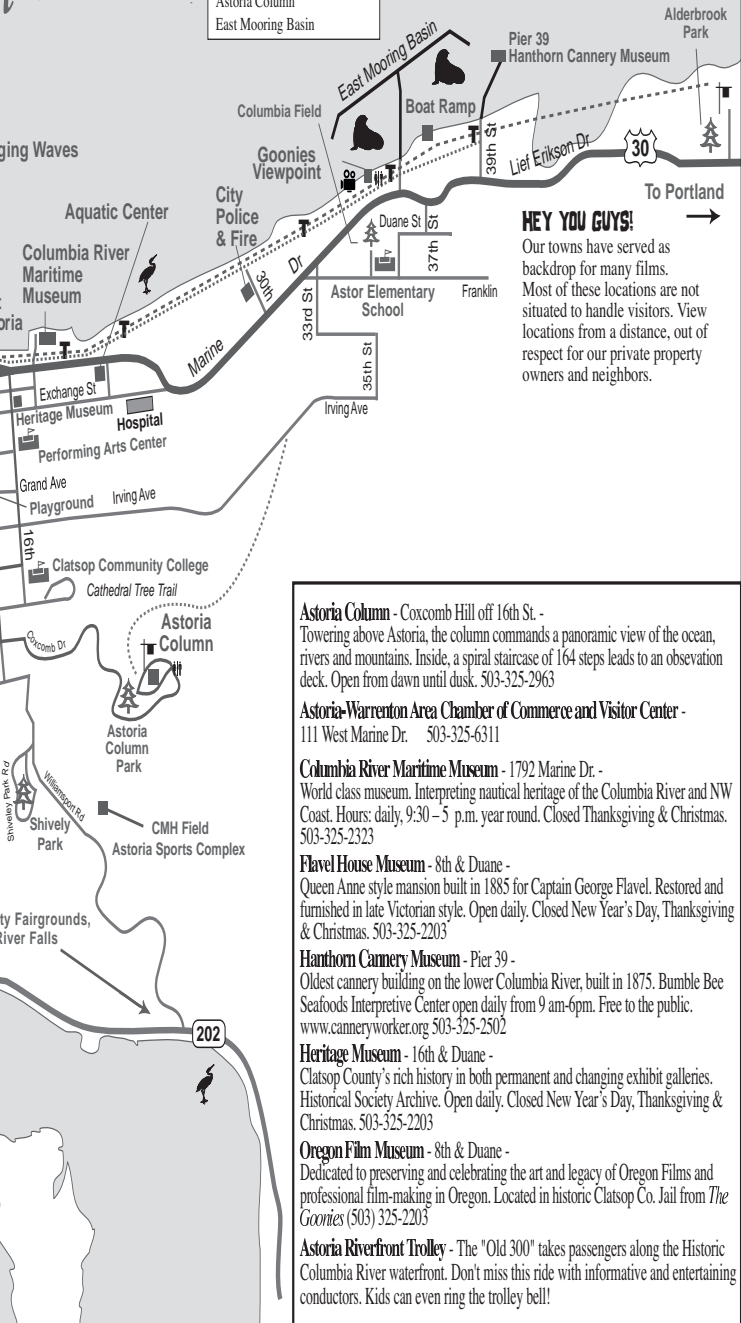 Astoria Column
East Mooring Basin
Alderbrook
Park
Pier 39
Hanthorn Cannery Museum
East Mooring Basin
Boat Ramp
Columbia Field
Goonies
Viewpoint
39th St
Lief Erikson Dr
30
To Portland
ging Waves
City
Police
& Fire
Aquatic Center
Duane St
37th St
HEY YOU GUYS!
Our towns have served as
backdrop for many films.
Most of these locations are not
situated to handle visitors. View
locations from a distance, out of
respect for our private property
owners and neighbors.
Columbia River
Maritime
Museum
oria
30th
Marine Dr
33rd St
Astor Elementary
School
Franklin
35th St
Irving Ave
Exchange St
Heritage Museum
Hospital
Performing Arts Center
Grand Ave
Playground
Irving Ave
16th
Clatsop Community College
Cathedral Tree Trail
Coxcomb Dr
Astoria
Column
Astoria
Column
Park
Shiveley Park Rd
Williamsport Rd
Shively
Park
CMH Field
Astoria Sports Complex
ty Fairgrounds,
River Falls
202
Astoria Column - Coxcomb Hill off 16th St. -
Towering above Astoria, the column commands a panoramic view of the ocean,
rivers and mountains. Inside, a spiral staircase of 164 steps leads to an obsevation
deck. Open from dawn until dusk. 503-325-2963
Astoria-Warrenton Area Chamber of Commerce and Visitor Center -
111 West Marine Dr. 503-325-6311
Columbia River Maritime Museum - 1792 Marine Dr. -
World class museum. Interpreting nautical heritage of the Columbia River and NW
Coast. Hours: daily, 9:30 – 5 p.m. year round. Closed Thanksgiving & Christmas.
503-325-2323
Flavel House Museum - 8th & Duane -
Queen Anne style mansion built in 1885 for Captain George Flavel. Restored and
furnished in late Victorian style. Open daily. Closed New Year's Day, Thanksgiving
& Christmas. 503-325-2203
Hanthorn Cannery Museum - Pier 39 -
Oldest cannery building on the lower Columbia River, built in 1875. Bumble Bee
Seafoods Interpretive Center open daily from 9 am-6pm. Free to the public.
www.canneryworker.org 503-325-2502
Heritage Museum - 16th & Duane -
Clatsop County's rich history in both permanent and changing exhibit galleries.
Historical Society Archive. Open daily. Closed New Year's Day, Thanksgiving &
Christmas. 503-325-2203
Oregon Film Museum - 8th & Duane -
Dedicated to preserving and celebrating the art and legacy of Oregon Films and
professional film-making in Oregon. Located in historic Clatsop Co. Jail from The
Goonies (503) 325-2203
Astoria Riverfront Trolley - The "Old 300" takes passengers along the Historic
Columbia River waterfront. Don't miss this ride with informative and entertaining
conductors. Kids can even ring the trolley bell!